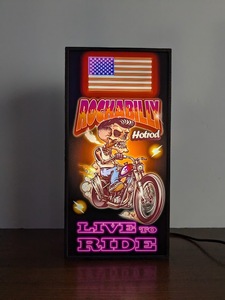 ROCKABILLY
Hotrod
LIVE TO
RIDE